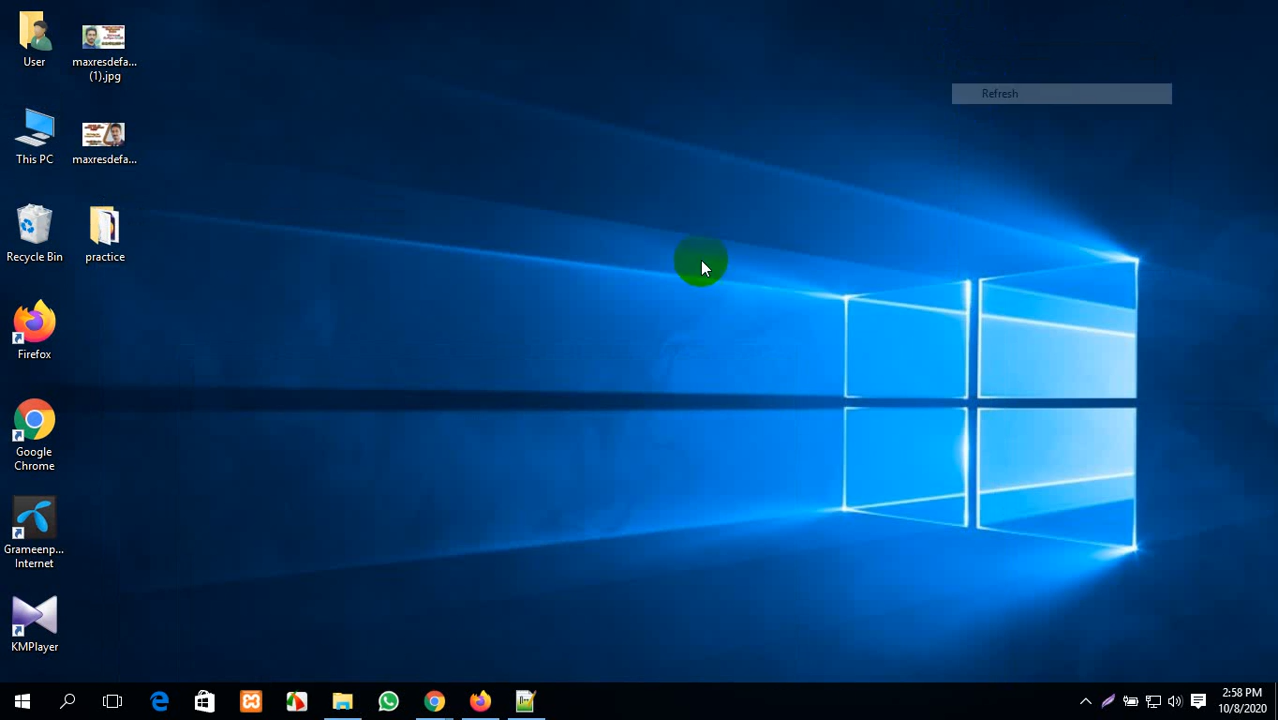 User
maxresdefa...
(1).jpg
This PC
maxresdefa...
Recycle Bin
practice
Firefox
Google
Chrome
Grameenp...
Internet
KMPlayer
Refresh
2:58 PM
10/8/2020